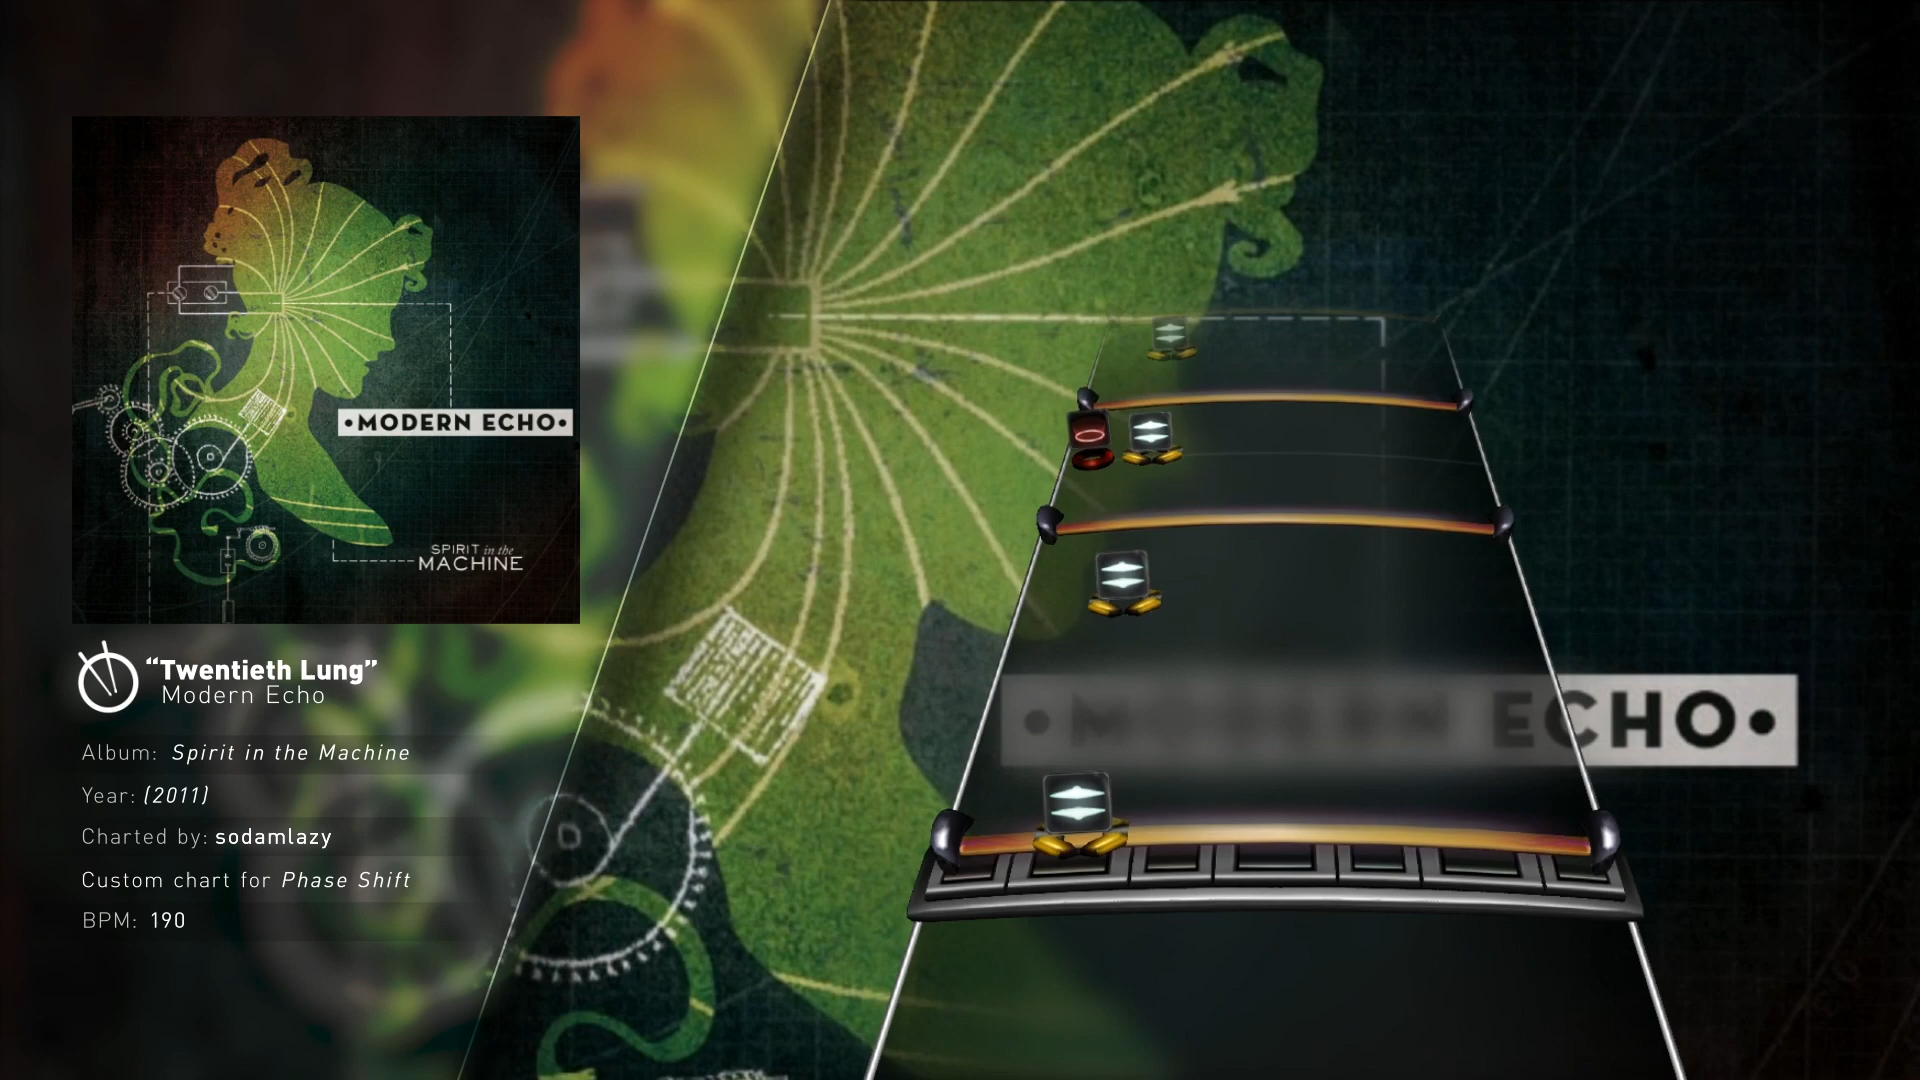 •MODERN ECHO•
SPIRIT in the
MACHINE
“Twentieth Lung”
Modern Echo
Album: Spirit in the Machine
Year: (2011)
Charted by: sodamlazy
Custom chart for Phase Shift
BPM: 190
ECHO•